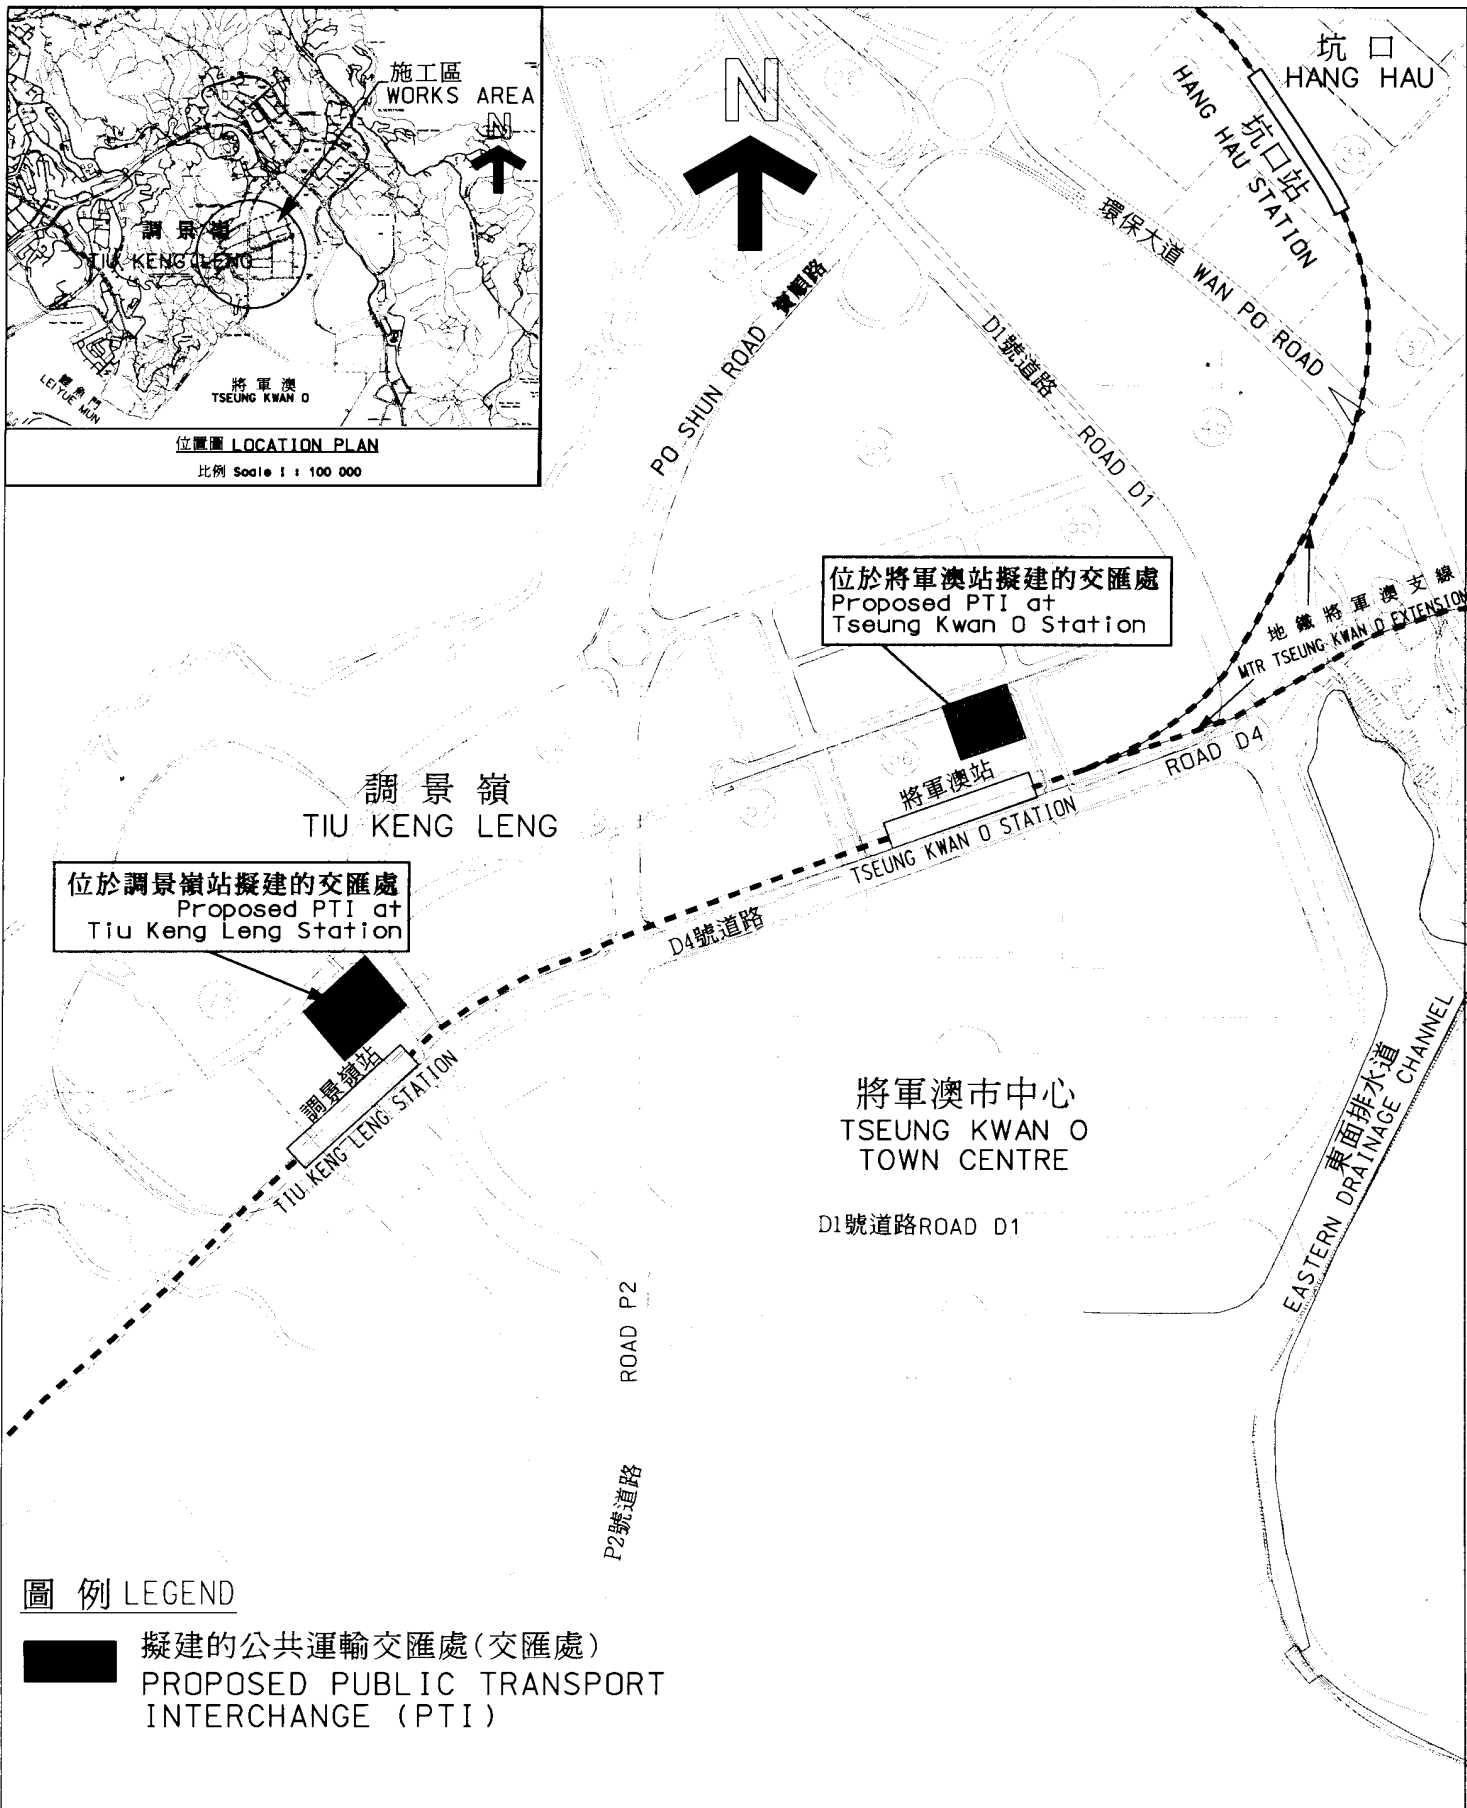 施工區
WORKS AREA
N
調景嶺
TIU KENG LENG
鯉魚門
LEI YUE MUN
將軍澳
TSEUNG KWAN O
位置圖 LOCATION PLAN
比例 Scale 1 : 100 000
N
坑口
HANG HAU
坑口站
HANG HAU STATION
環保大道 WAN PO ROAD
PO SHUN ROAD 寶順路
D1號道路 ROAD D1
位於將軍澳站擬建的交匯處
Proposed PTI at
Tseung Kwan O Station
地鐵將軍澳支線
MTR TSEUNG KWAN O EXTENSION
ROAD D4
將軍澳站
TSEUNG KWAN O STATION
調景嶺
TIU KENG LENG
位於調景嶺站擬建的交匯處
Proposed PTI at
Tiu Keng Leng Station
D4號道路
調景嶺站
TIU KENG LENG STATION
將軍澳市中心
TSEUNG KWAN O
TOWN CENTRE
D1號道路ROAD D1
東面排水道
EASTERN DRAINAGE CHANNEL
ROAD P2
P2號道路
圖例 LEGEND
擬建的公共運輸交匯處(交匯處)
PROPOSED PUBLIC TRANSPORT
INTERCHANGE (PTI)